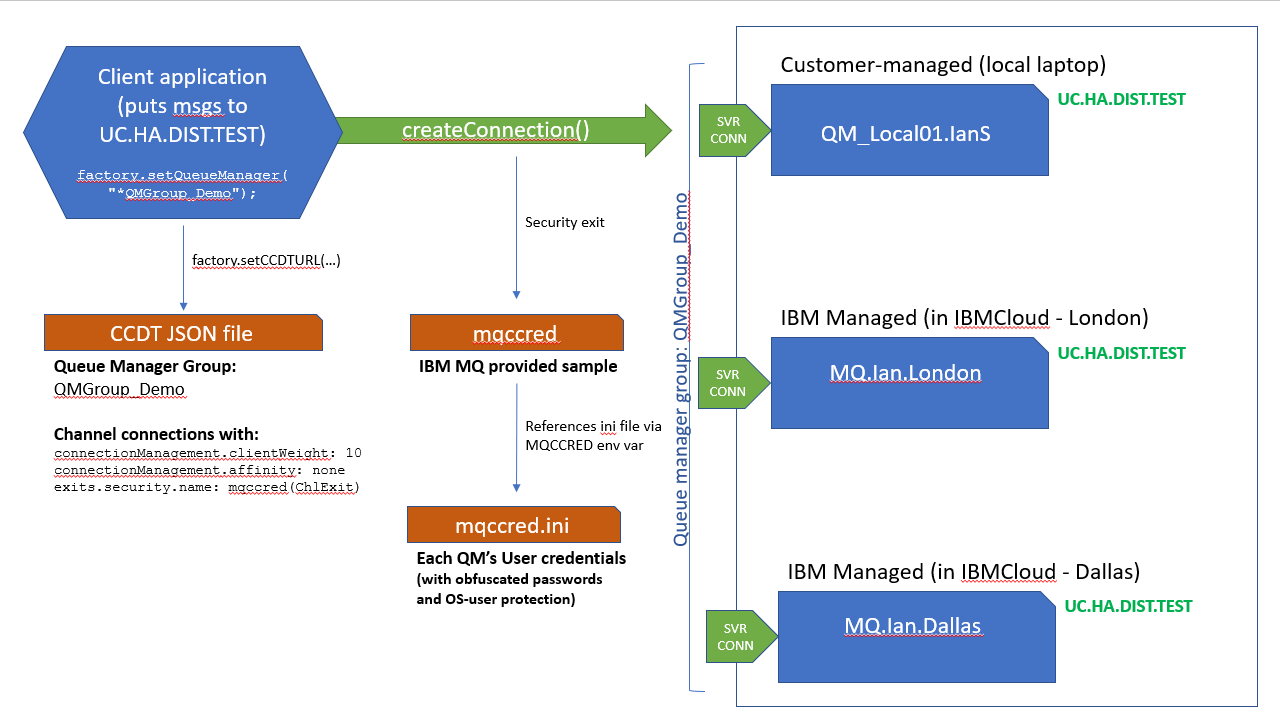 Client application
(puts msgs to
UC.HA.DIST.TEST)
factory.setQueueManager(
"*QMGroup_Demo");
createConnection()
factory.setCCDTURL(…)
CCDT JSON file
Queue Manager Group:
QMGroup_Demo
Channel connections with:
connectionManagement.clientWeight: 10
connectionManagement.affinity: none
exits.security.name: mqccred(ChlExit)
Security exit
mqccred
IBM MQ provided sample
References ini file via
MQCCRED env var
mqccred.ini
Each QM’s User credentials
(with obfuscated passwords
and OS-user protection)
Queue manager group: QMGroup_Demo
Customer-managed (local laptop)
UC.HA.DIST.TEST
SVR
CONN
QM_Local01.IanS
IBM Managed (in IBMCloud - London)
UC.HA.DIST.TEST
SVR
CONN
MQ.Ian.London
IBM Managed (in IBMCloud - Dallas)
UC.HA.DIST.TEST
SVR
CONN
MQ.Ian.Dallas